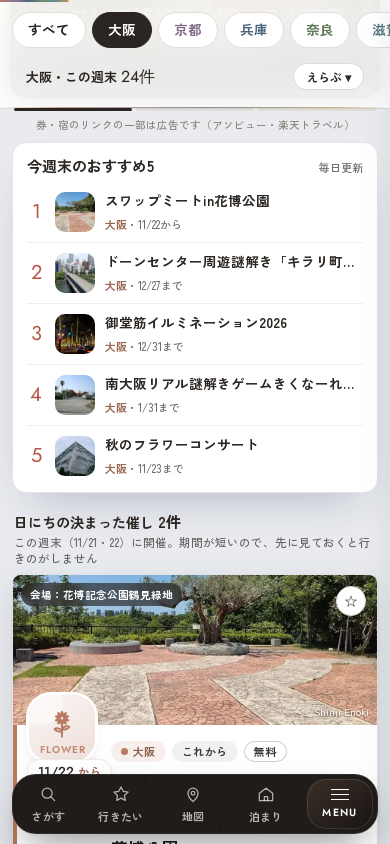 すべて 大阪 京都 兵庫 奈良
大阪・この週末 24件 えらぶ ▾
券・宿のリンクの一部は広告です（アソビュー・楽天トラベル）
今週末のおすすめ5 毎日更新
1 スワップミートin花博公園
大阪・11/22から
2 ドーンセンター周遊謎解き「キラリ町…
大阪・12/27まで
3 御堂筋イルミネーション2026
大阪・12/31まで
4 南大阪リアル謎解きゲームきくなーれ…
大阪・1/31まで
5 秋のフラワーコンサート
大阪・11/23まで
日にちの決まった催し 2件
この週末（11/21・22）に開催。期間が短いので、先に見ておくと行
きのがしません
会場：花博記念公園鶴見緑地
Shinji Enoki
FLOWER
大阪 これから 無料
11/22 から
さがす 行きたい 地図 泊まり MENU